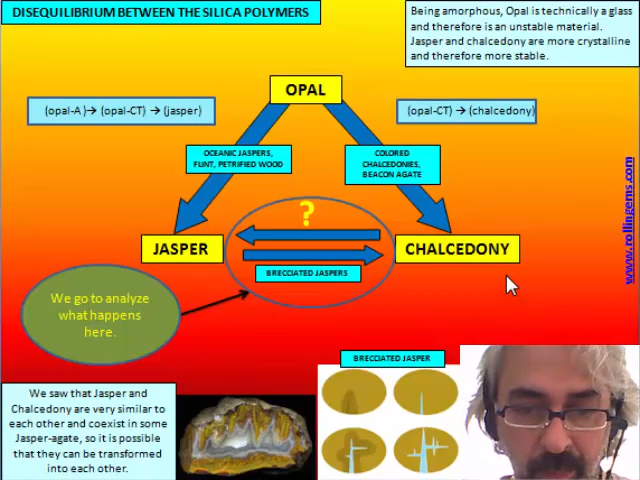 DISEQUILIBRIUM BETWEEN THE SILICA POLYMERS
Being amorphous, Opal is technically a glass
and therefore is an unstable material.
Jasper and chalcedony are more crystalline
and therefore more stable.
OPAL
(opal-A)→ (opal-CT) → (jasper)
(opal-CT) → (chalcedony)
OCEANIC JASPERS,
FLINT, PETRIFIED WOOD
COLORED
CHALCEDONIES,
BEACON AGATE
www.rollingems.com
?
JASPER
CHALCEDONY
BRECCIATED JASPERS
We go to analyze
what happens
here.
BRECCIATED JASPER
We saw that Jasper and
Chalcedony are very similar to
each other and coexist in some
Jasper-agate, so it is possible
that they can be transformed
into each other.